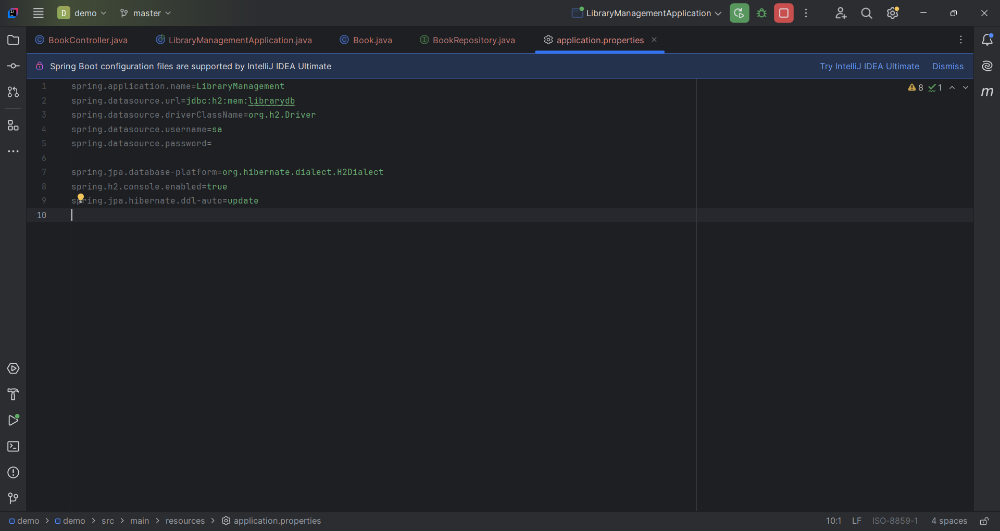 D demo master LibraryManagementApplication
BookController.java LibraryManagementApplication.java Book.java BookRepository.java application.properties
Spring Boot configuration files are supported by IntelliJ IDEA Ultimate Try IntelliJ IDEA Ultimate Dismiss
1 spring.application.name=LibraryManagement 8 1
2 spring.datasource.url=jdbc:h2:mem:librarydb
3 spring.datasource.driverClassName=org.h2.Driver
4 spring.datasource.username=sa
5 spring.datasource.password=
6
7 spring.jpa.database-platform=org.hibernate.dialect.H2Dialect
8 spring.h2.console.enabled=true
9 spring.jpa.hibernate.ddl-auto=update
10
demo > demo > src > main > resources > application.properties 10:1 LF ISO-8859-1 4 spaces